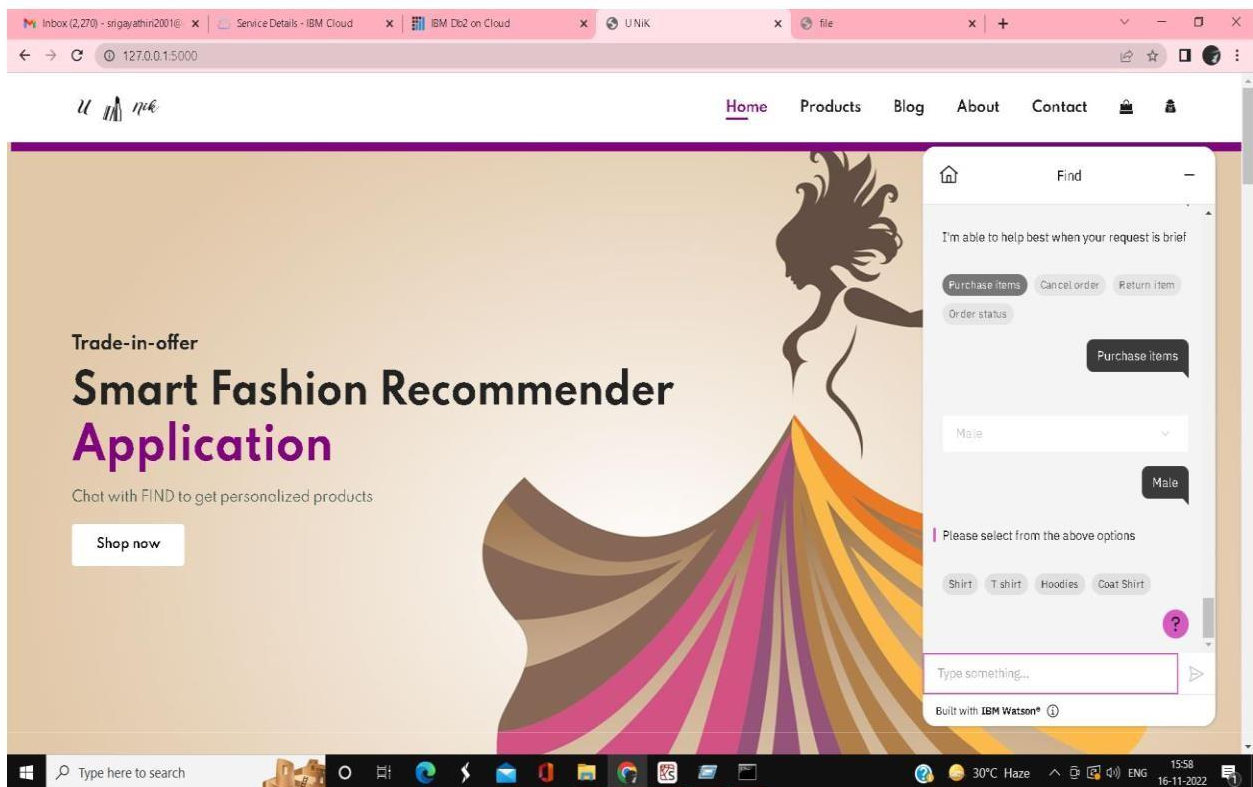 Inbox (2,270) - srigayathiri2001@
Service Details - IBM Cloud
IBM Db2 on Cloud
UNiK
file
127.0.0.1:5000
U nik
Home Products Blog About Contact
Find
I'm able to help best when your request is brief
Purchase items Cancel order Return item
Order status
Purchase items
Male
Male
Please select from the above options
Shirt T shirt Hoodies Coat Shirt
?
Type something...
Built with IBM Watson®
Trade-in-offer
Smart Fashion Recommender
Application
Chat with FIND to get personalized products
Shop now
Type here to search
30°C Haze
ENG
15:58
16-11-2022